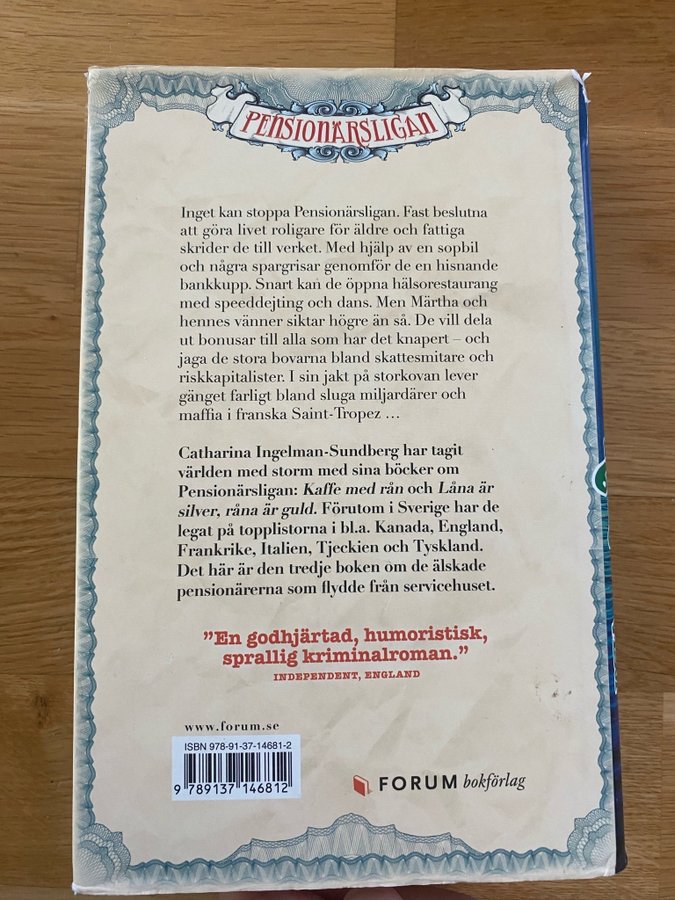 PENSIONÄRSLIGAN
Inget kan stoppa Pensionärsligan. Fast beslutna
att göra livet roligare för äldre och fattiga
skrider de till verket. Med hjälp av en sopbil
och några spargrisar genomför de en hisnande
bankkupp. Snart kan de öppna hälsorestaurang
med speeddejting och dans. Men Märtha och
hennes vänner siktar högre än så. De vill dela
ut bonusar till alla som har det knapert – och
jaga de stora bovarna bland skattesmitare och
riskkapitalister. I sin jakt på storkovan lever
gänget farligt bland sluga miljardärer och
maffia i franska Saint-Tropez …
Catharina Ingelman-Sundberg har tagit
världen med storm med sina böcker om
Pensionärsligan: Kaffe med rån och Låna är
silver, råna är guld. Förutom i Sverige har de
legat på topplistorna i bl.a. Kanada, England,
Frankrike, Italien, Tjeckien och Tyskland.
Det här är den tredje boken om de älskade
pensionärerna som flydde från servicehuset.
”En godhjärtad, humoristisk,
sprallig kriminalroman.”
INDEPENDENT, ENGLAND
www.forum.se
ISBN 978-91-37-14681-2
9 789137 146812
FORUM bokförlag